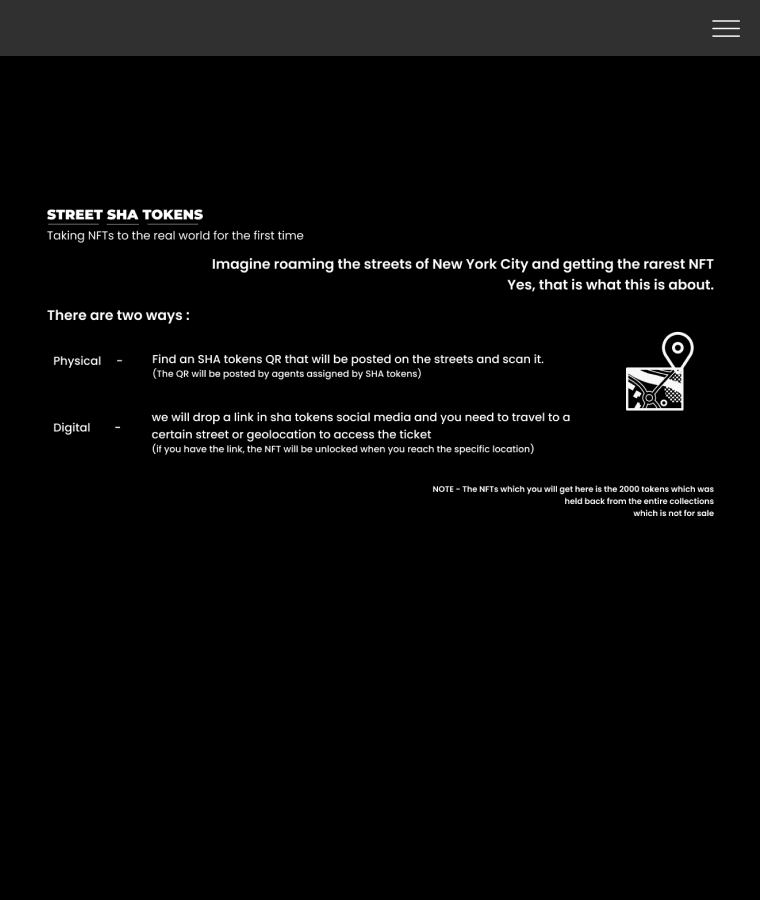 STREET SHA TOKENS
Taking NFTs to the real world for the first time
Imagine roaming the streets of New York City and getting the rarest NFT
Yes, that is what this is about.
There are two ways :
Physical -
Find an SHA tokens QR that will be posted on the streets and scan it.
(The QR will be posted by agents assigned by SHA tokens)
Digital -
we will drop a link in sha tokens social media and you need to travel to a
certain street or geolocation to access the ticket
(if you have the link, the NFT will be unlocked when you reach the specific location)
NOTE - The NFTs which you will get here is the 2000 tokens which was
held back from the entire collections
which is not for sale